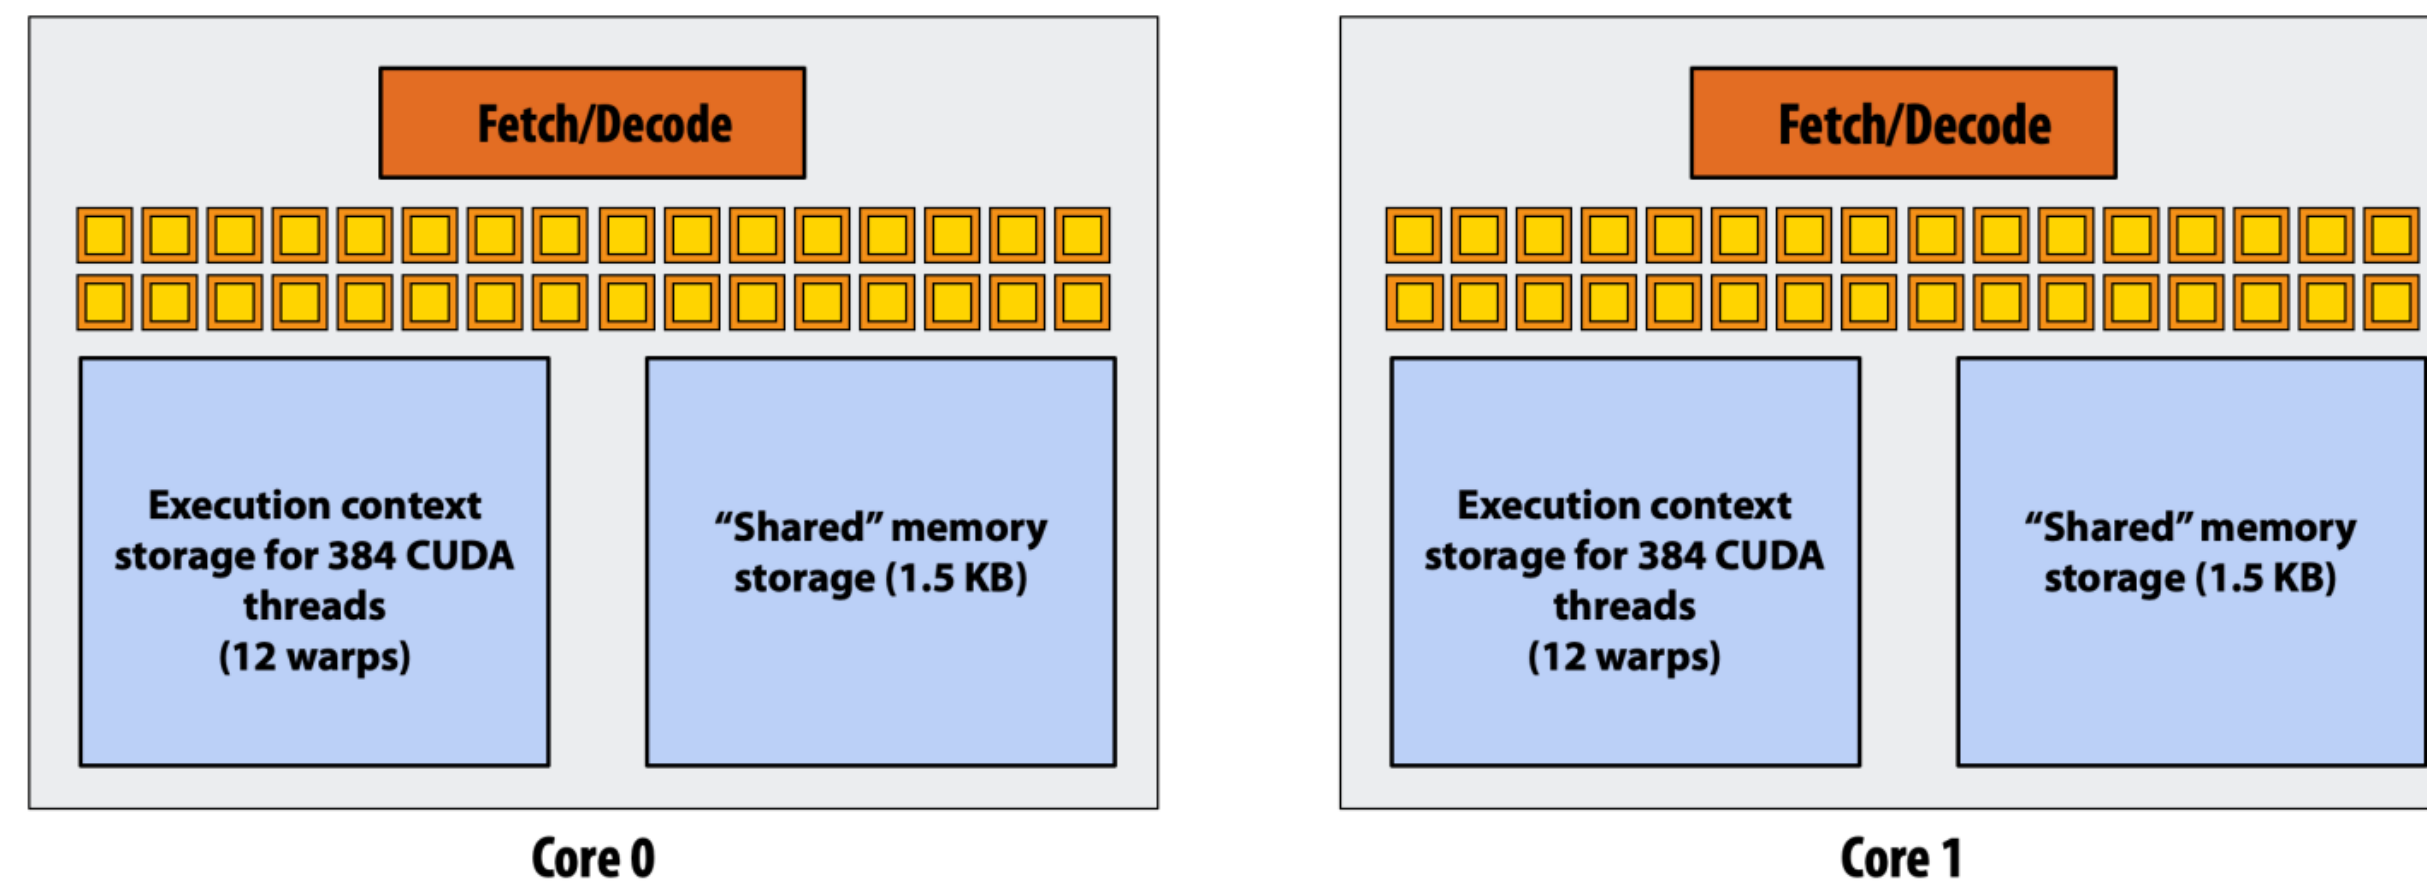 Fetch/Decode
Execution context
storage for 384 CUDA
threads
(12 warps)
“Shared” memory
storage (1.5 KB)
Core 0
Fetch/Decode
Execution context
storage for 384 CUDA
threads
(12 warps)
“Shared” memory
storage (1.5 KB)
Core 1